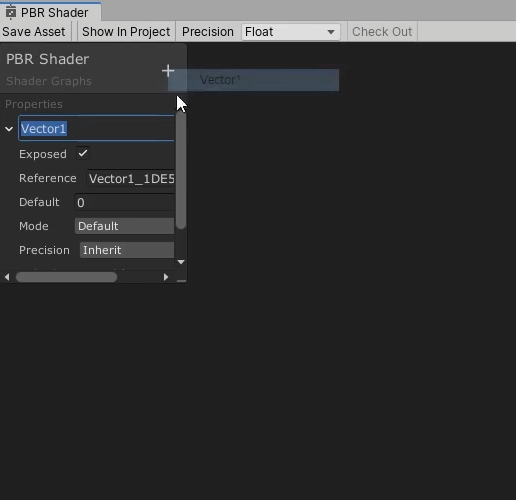 PBR Shader
Save Asset Show In Project Precision Float Check Out
PBR Shader
Shader Graphs
Vector1
Properties
Vector1
Exposed
Reference Vector1_1DE5
Default 0
Mode Default
Precision Inherit